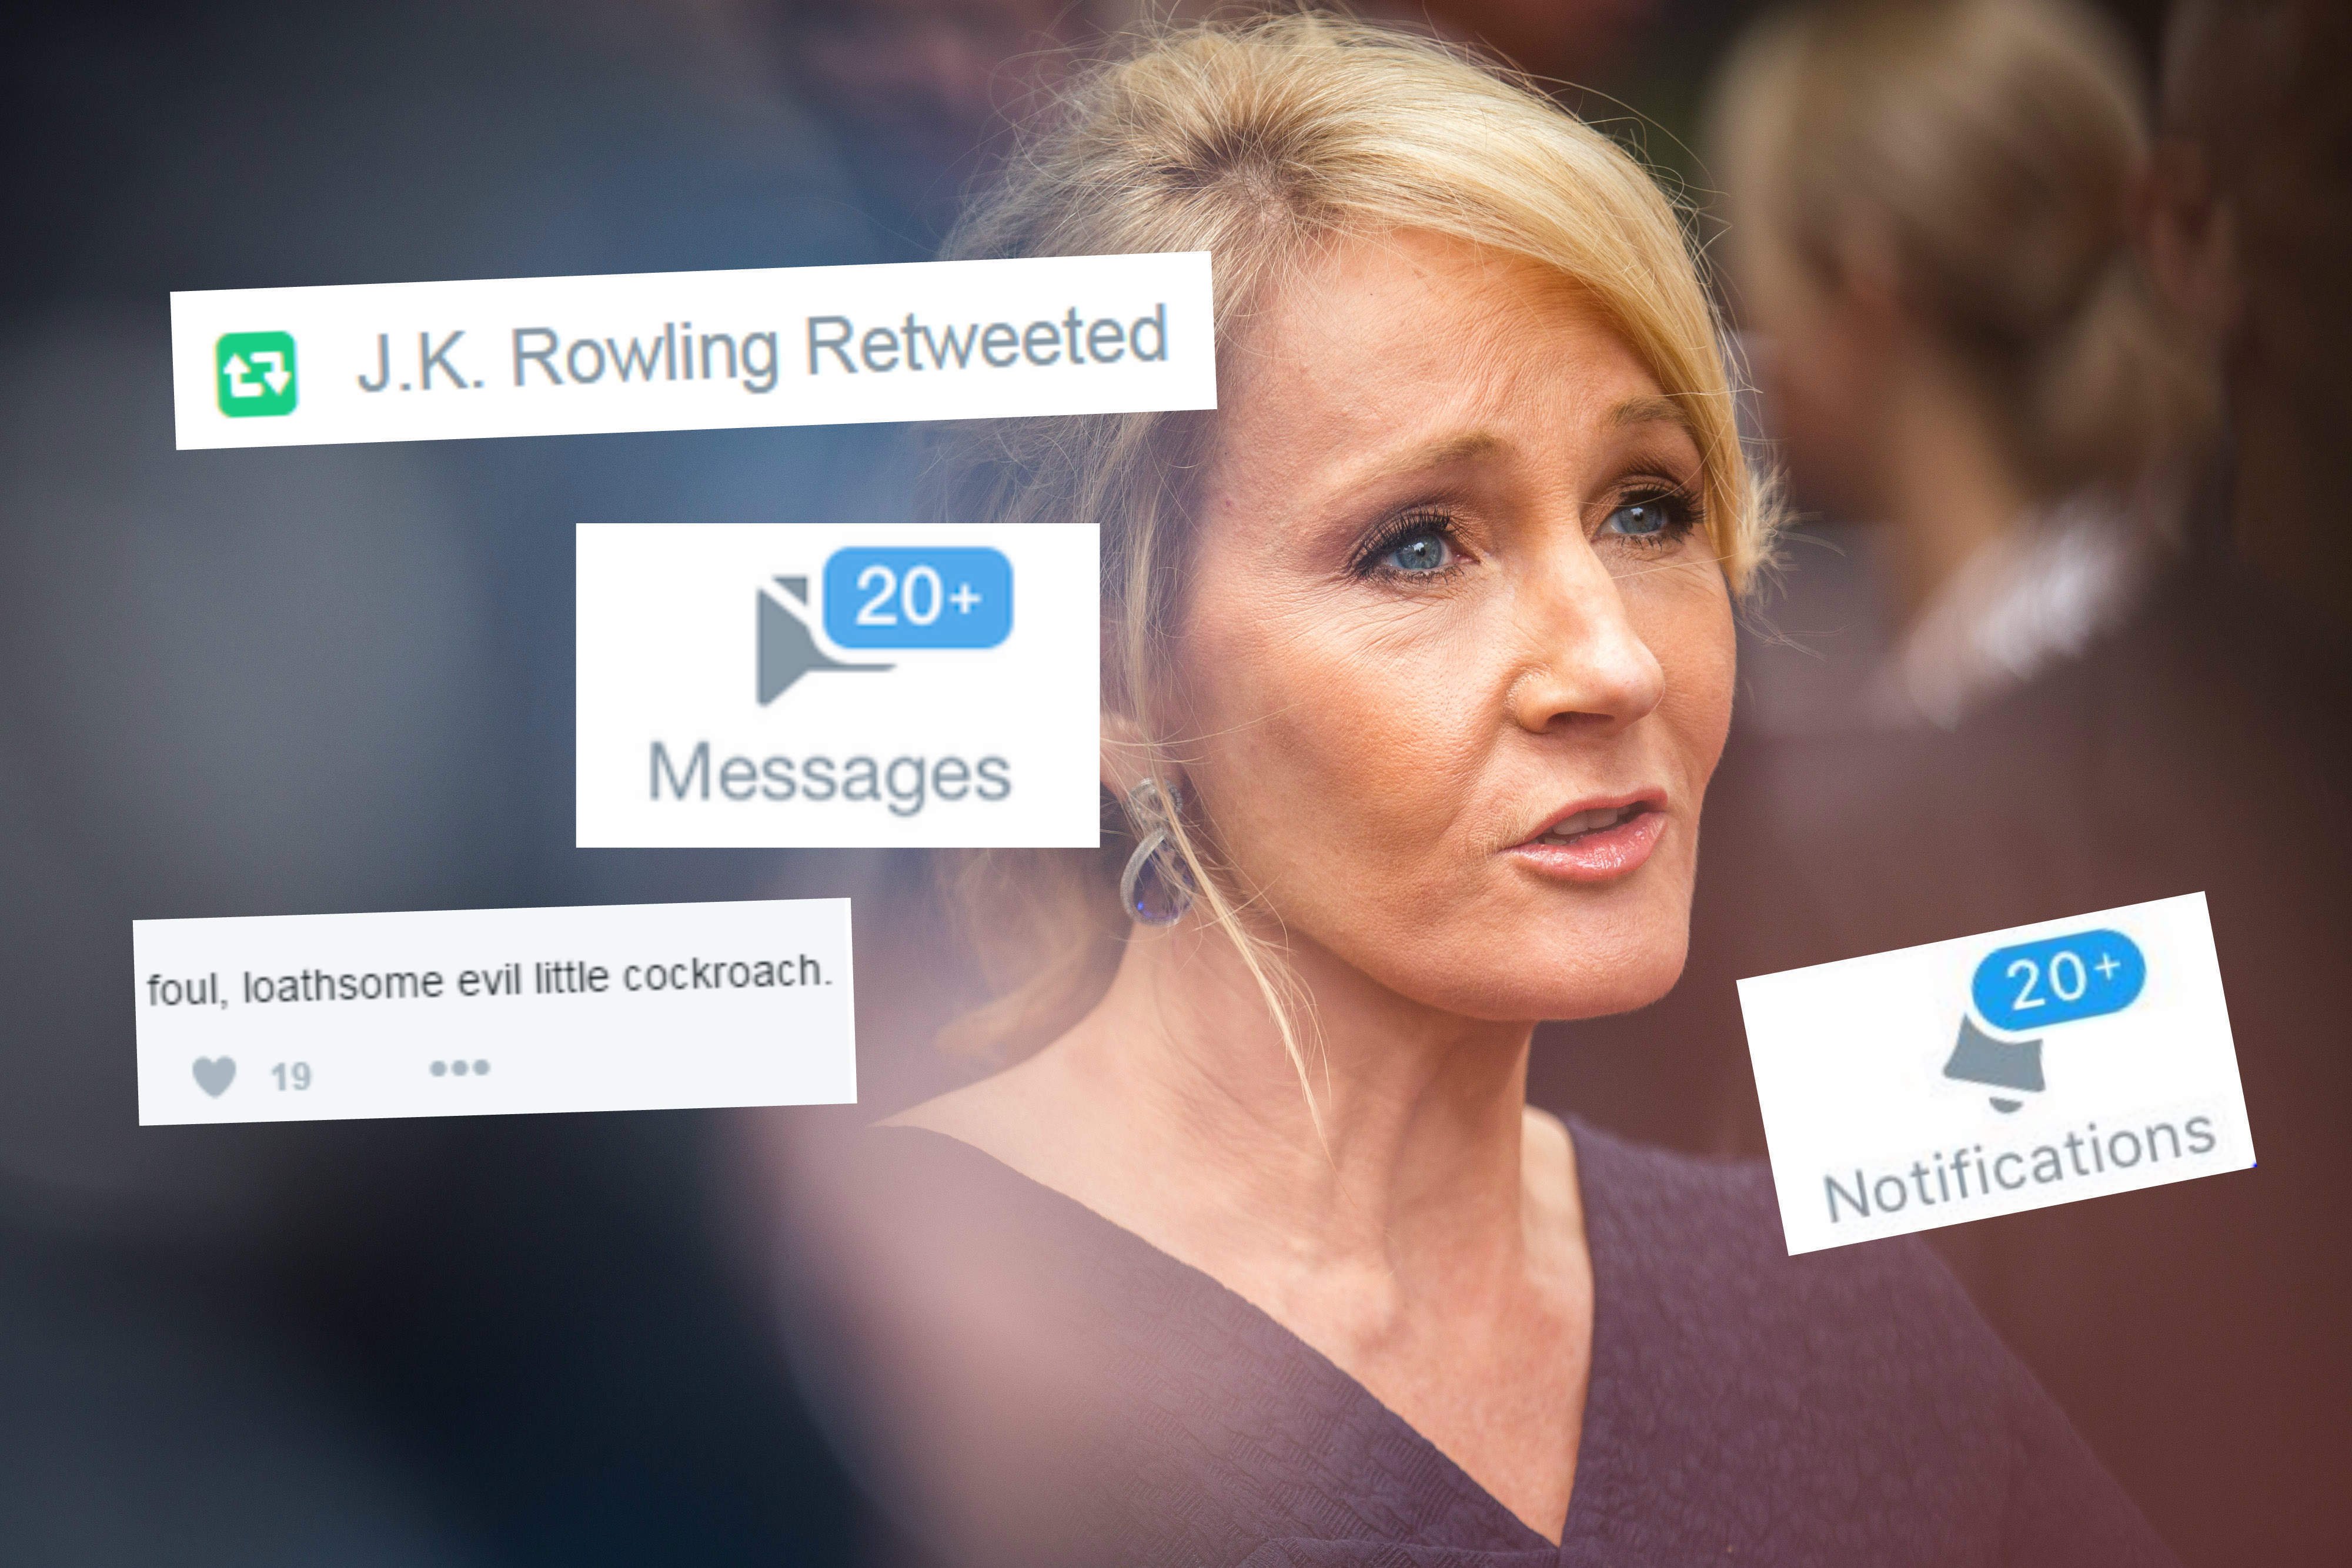 J.K. Rowling Retweeted
20+
Messages
foul, loathsome evil little cockroach.
19
20+
Notifications